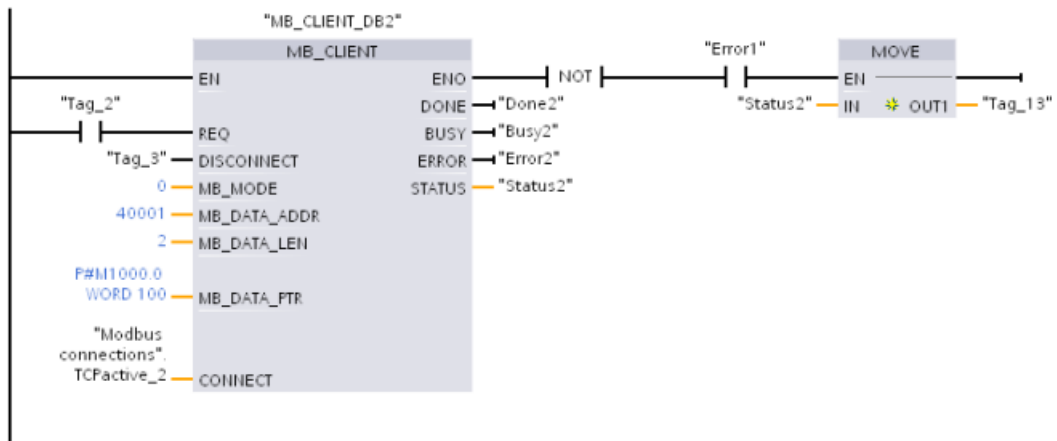 "MB_CLIENT_DB2"
MB_CLIENT
"Error1"
MOVE
EN
ENO
NOT
EN
"Tag_2"
DONE
"Done2"
"Status2"
IN
OUT1
"Tag_13"
REQ
BUSY
"Busy2"
"Tag_3"
DISCONNECT
ERROR
"Error2"
0
MB_MODE
STATUS
"Status2"
40001
MB_DATA_ADDR
2
MB_DATA_LEN
P#M1000.0
WORD 100
MB_DATA_PTR
"Modbus
connections".
TCPactive_2
CONNECT